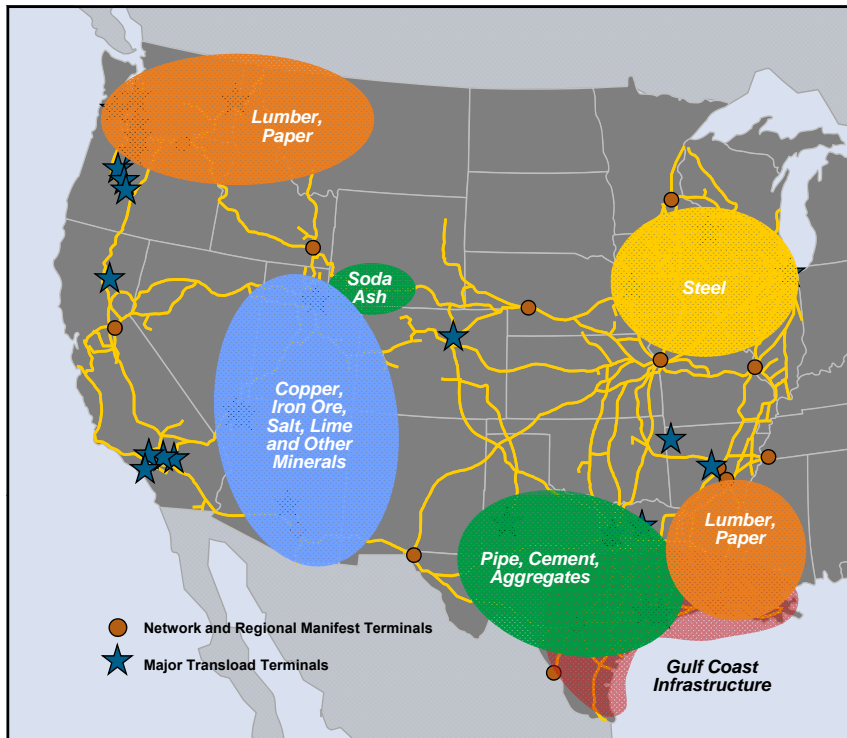 Lumber,
Paper
Soda
Ash
Steel
Copper,
Iron Ore,
Salt, Lime
and Other
Minerals
Lumber,
Paper
Pipe, Cement,
Aggregates
Network and Regional Manifest Terminals
Major Transload Terminals
Gulf Coast
Infrastructure